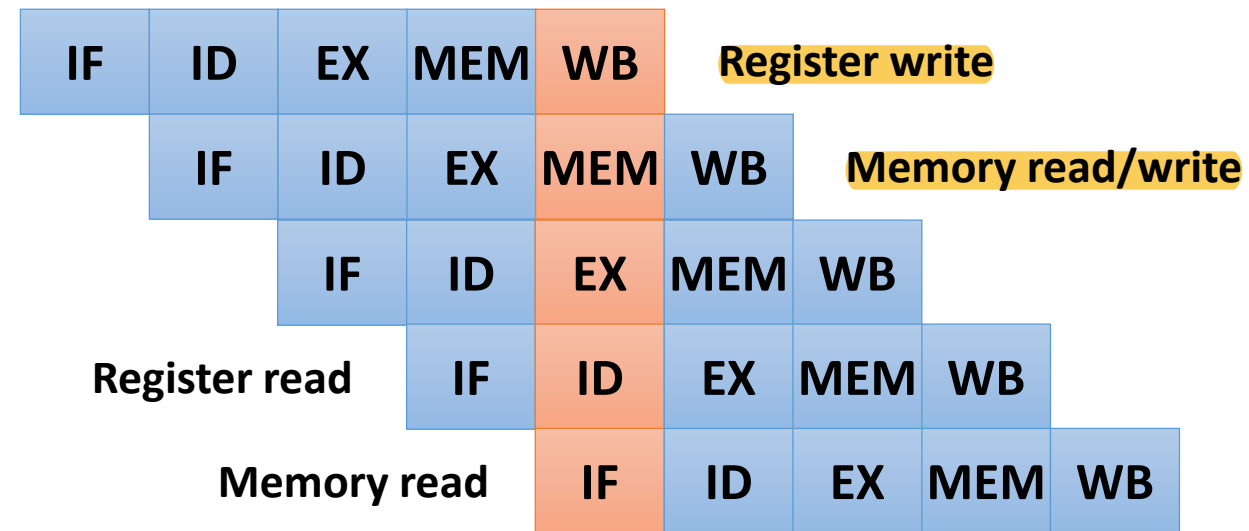 IF ID EX MEM WB Register write
IF ID EX MEM WB Memory read/write
IF ID EX MEM WB
Register read IF ID EX MEM WB
Memory read IF ID EX MEM WB